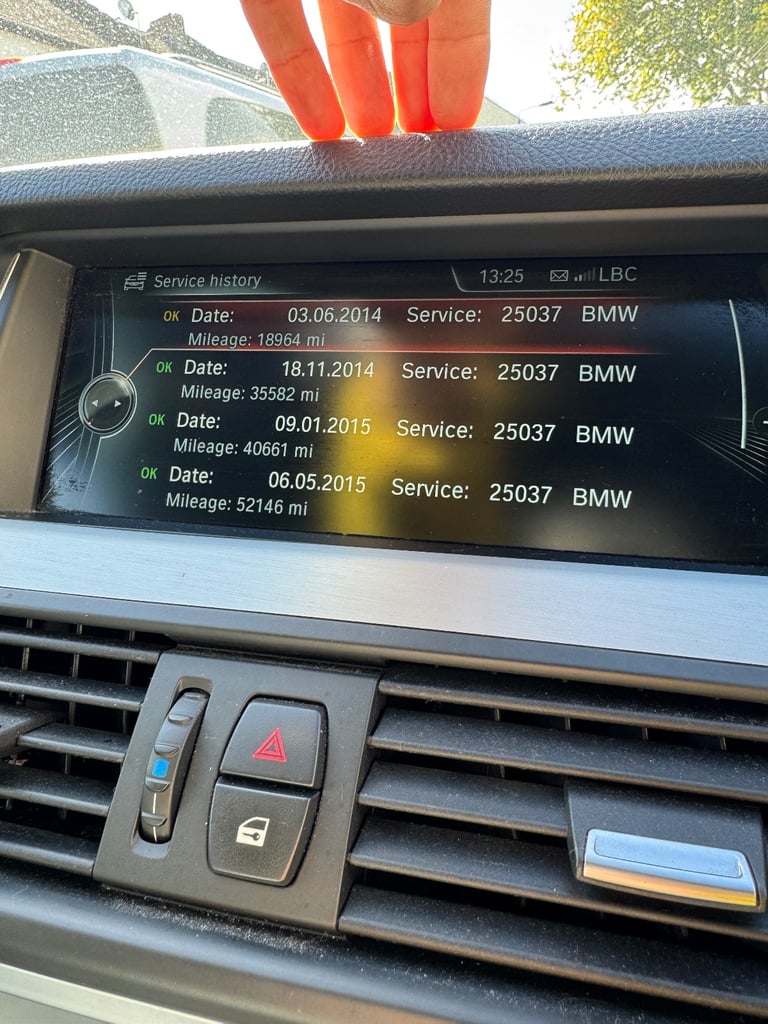 Service history 13:25 LBC
OK Date: 03.06.2014 Service: 25037 BMW
Mileage: 18964 mi
OK Date: 18.11.2014 Service: 25037 BMW
Mileage: 35582 mi
OK Date: 09.01.2015 Service: 25037 BMW
Mileage: 40661 mi
OK Date: 06.05.2015 Service: 25037 BMW
Mileage: 52146 mi